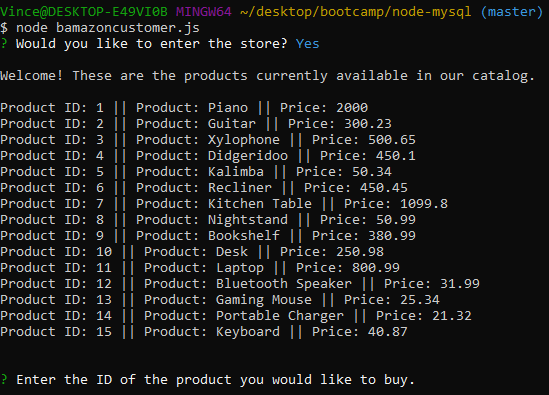 Vince@DESKTOP-E49VI0B MINGW64 ~/desktop/bootcamp/node-mysql (master)
$ node bamazoncustomer.js
? Would you like to enter the store? Yes
Welcome! These are the products currently available in our catalog.
Product ID: 1 || Product: Piano || Price: 2000
Product ID: 2 || Product: Guitar || Price: 300.23
Product ID: 3 || Product: Xylophone || Price: 500.65
Product ID: 4 || Product: Didgeridoo || Price: 450.1
Product ID: 5 || Product: Kalimba || Price: 50.34
Product ID: 6 || Product: Recliner || Price: 450.45
Product ID: 7 || Product: Kitchen Table || Price: 1099.8
Product ID: 8 || Product: Nightstand || Price: 50.99
Product ID: 9 || Product: Bookshelf || Price: 380.99
Product ID: 10 || Product: Desk || Price: 250.98
Product ID: 11 || Product: Laptop || Price: 800.99
Product ID: 12 || Product: Bluetooth Speaker || Price: 31.99
Product ID: 13 || Product: Gaming Mouse || Price: 25.34
Product ID: 14 || Product: Portable Charger || Price: 21.32
Product ID: 15 || Product: Keyboard || Price: 40.87
? Enter the ID of the product you would like to buy.